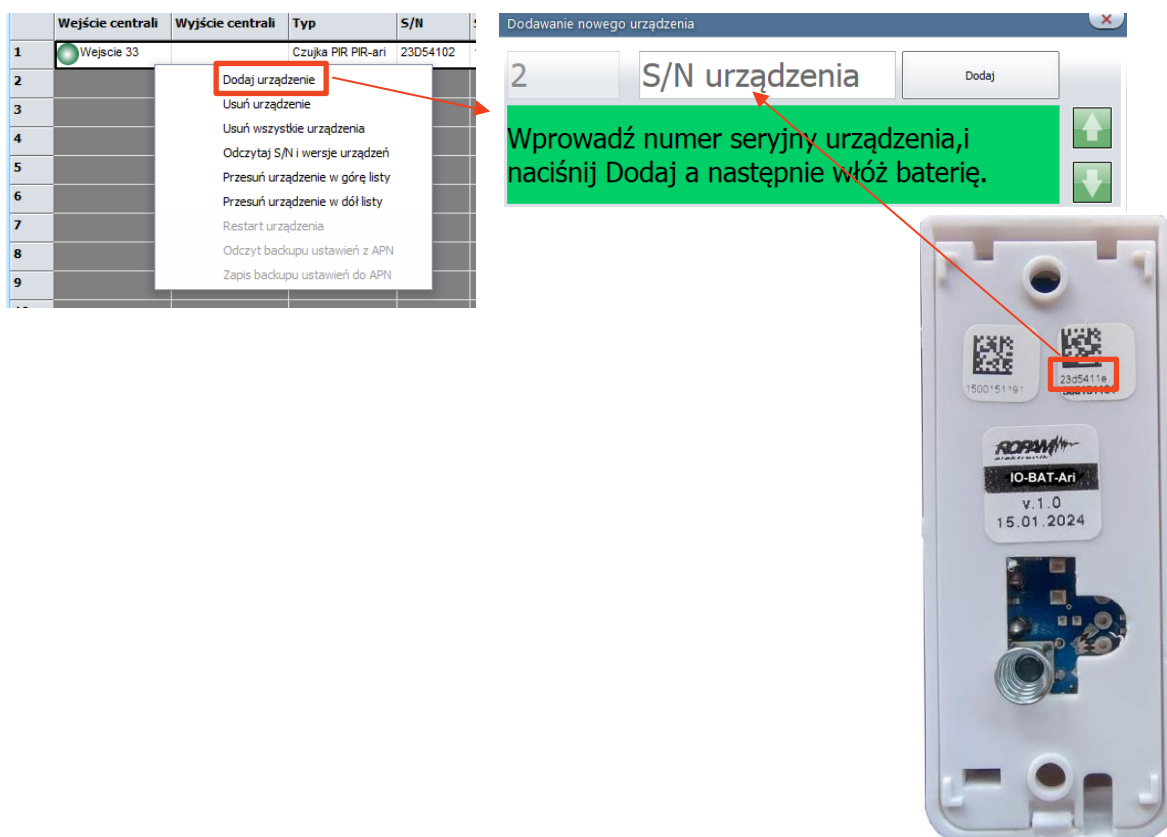 Wejście centrali Wyjście centrali Typ S/N
1 Wejscie 33 Czujka PIR PIR-ari 23D54102
2
3
4
5
6
7
8
9
Dodaj urządzenie
Usuń urządzenie
Usuń wszystkie urządzenia
Odczytaj S/N i wersje urządzeń
Przesuń urządzenie w górę listy
Przesuń urządzenie w dół listy
Restart urządzenia
Odczyt backupu ustawień z APN
Zapis backupu ustawień do APN
Dodawanie nowego urządzenia
2 S/N urządzenia Dodaj
Wprowadź numer seryjny urządzenia,i
naciśnij Dodaj a następnie włóż baterię.
1500151191
23d5411e
ROPAM
elektronik
IO-BAT-Ari
v.1.0
15.01.2024